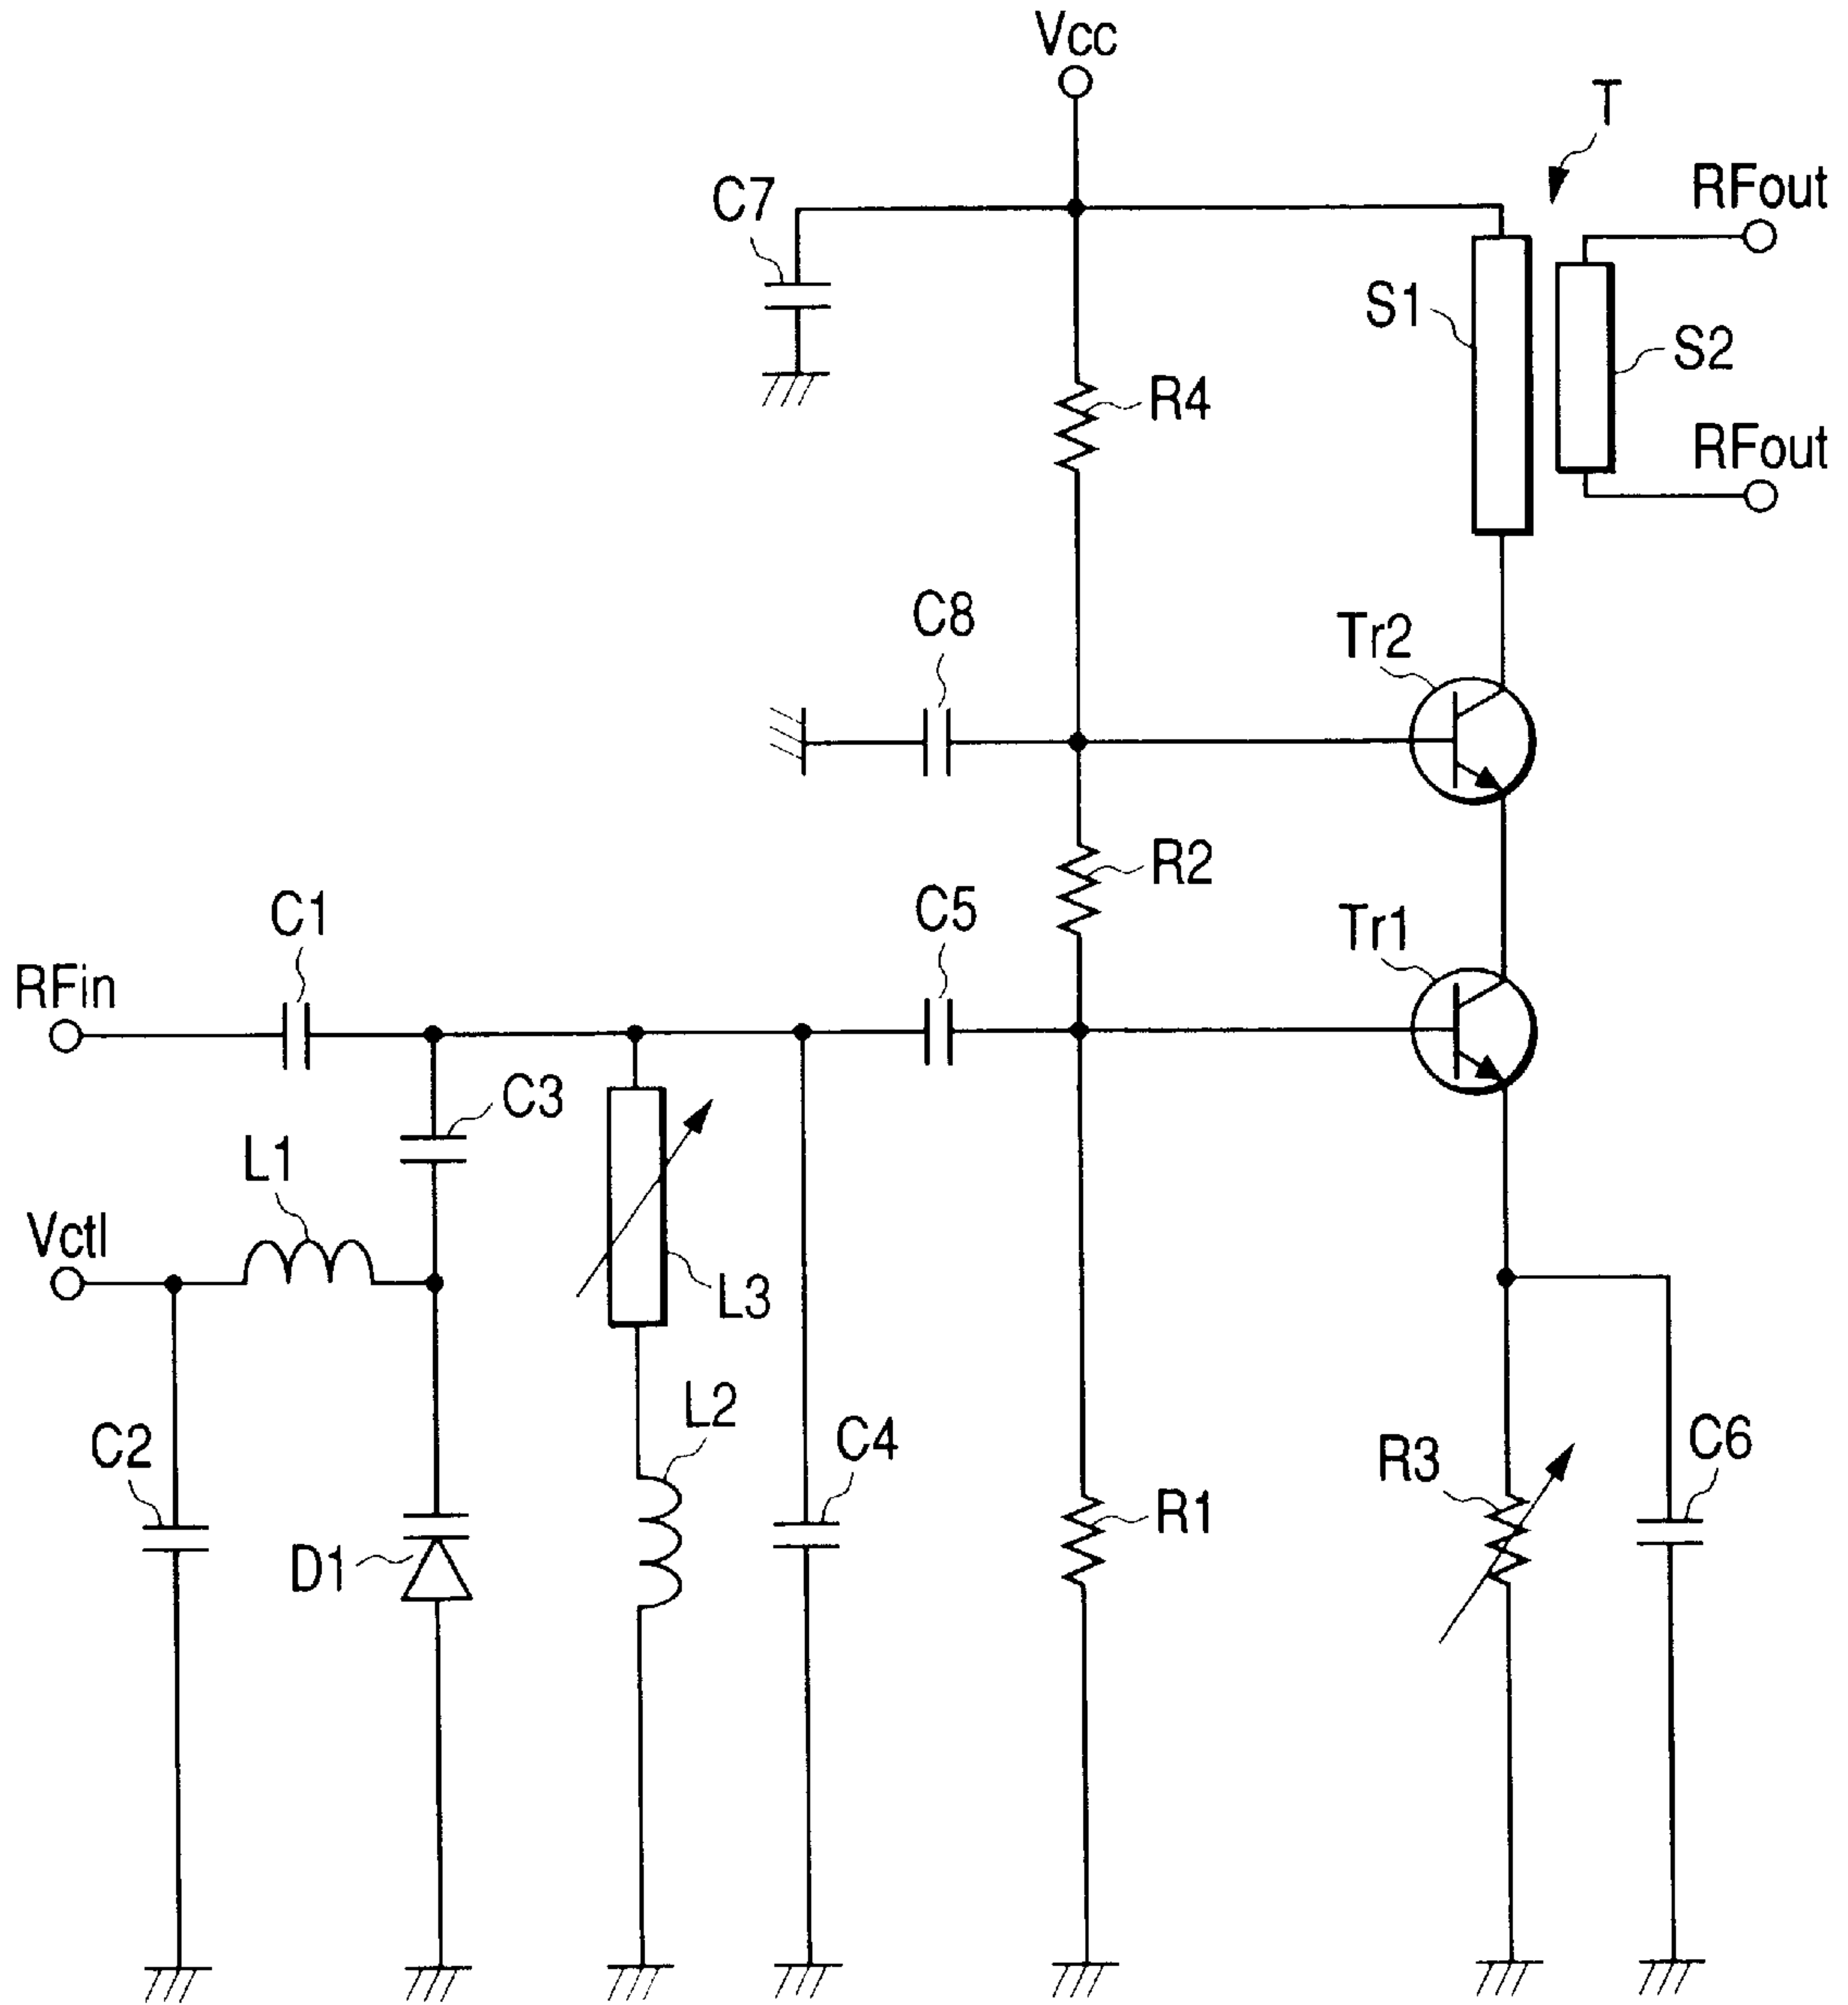 Vcc
T
C7
RFout
S1
S2
R4
RFout
C8
Tr2
R2
C5
C1
Tr1
RFin
C3
L1
Vctl
L3
L2
C4
C2
R3
C6
R1
D1